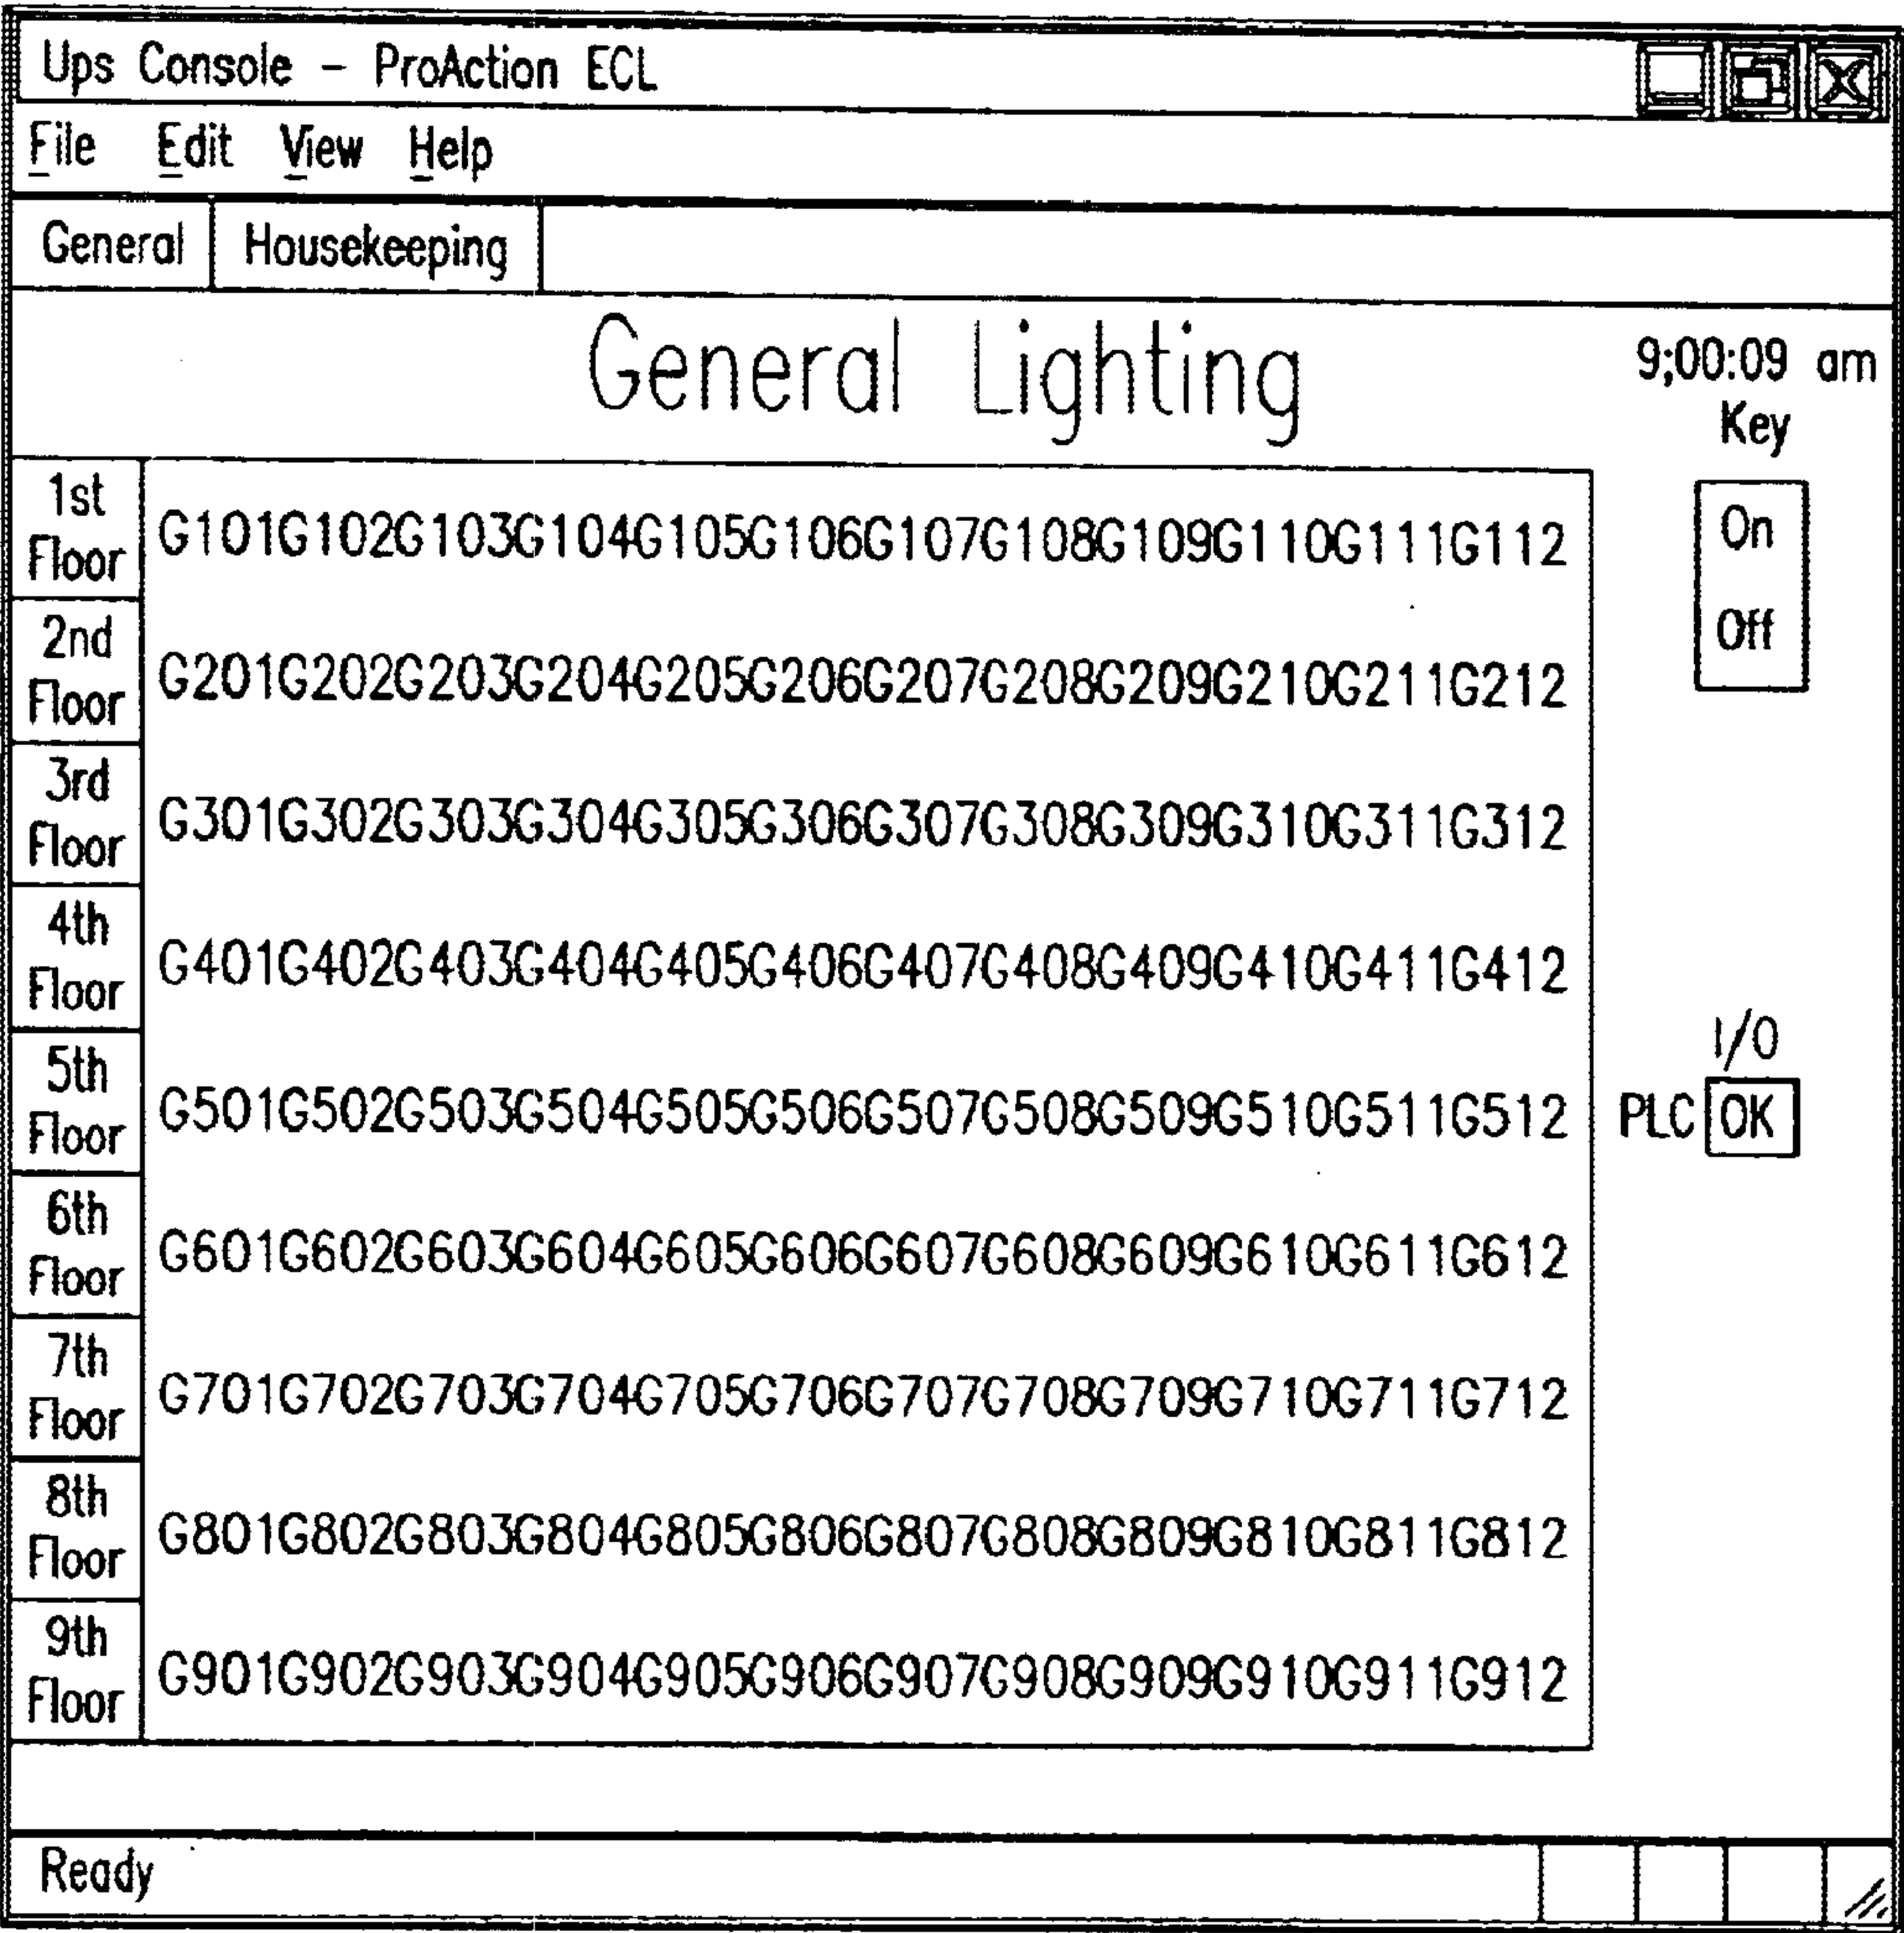 Ups Console - ProAction ECL
File Edit View Help
General Housekeeping
General Lighting
9;00:09 am
Key
On
Off
1st Floor
G101G102G103G104G105G106G107G108G109G110G111G112
2nd Floor
G201G202G203G204G205G206G207G208G209G210G211G212
3rd Floor
G301G302G303G304G305G306G307G308G309G310G311G312
4th Floor
G401G402G403G404G405G406G407G408G409G410G411G412
5th Floor
G501G502G503G504G505G506G507G508G509G510G511G512
I/O
PLC OK
6th Floor
G601G602G603G604G605G606G607G608G609G610G611G612
7th Floor
G701G702G703G704G705G706G707G708G709G710G711G712
8th Floor
G801G802G803G804G805G806G807G808G809G810G811G812
9th Floor
G901G902G903G904G905G906G907G908G909G910G911G912
Ready